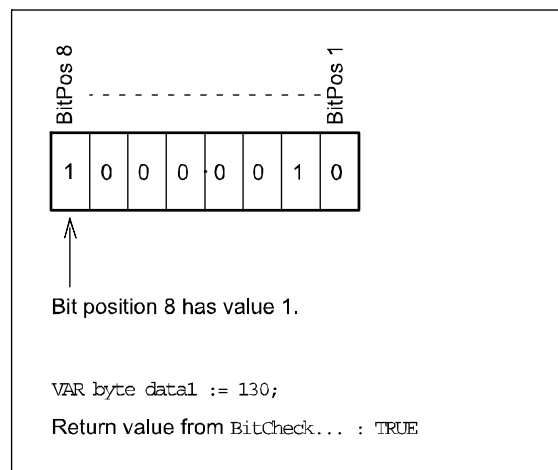 BitPos 8
BitPos 1
1 0 0 0 0 0 1 0
Bit position 8 has value 1.
VAR byte data1 := 130;
Return value from BitCheck... : TRUE